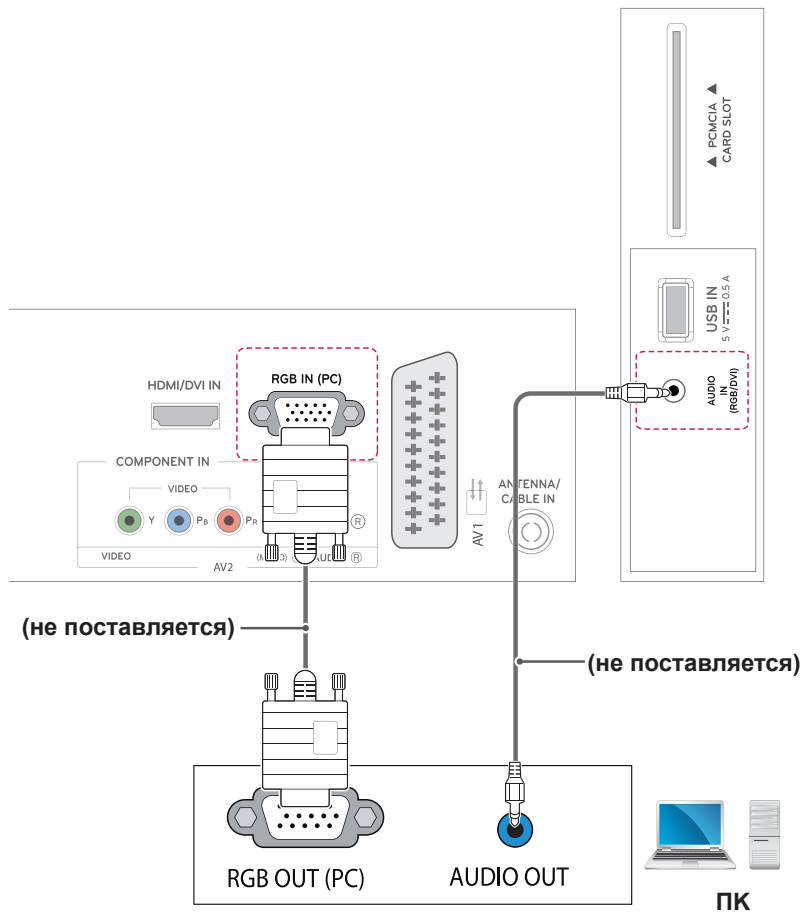 ▲ PCMCIA ▲
CARD SLOT
USB IN
5 V 0.5 A
AUDIO
IN
(RGB/DVI)
HDMI/DVI IN
RGB IN (PC)
COMPONENT IN
VIDEO
Y
PB
PR
R
VIDEO
AV2
R
AV1
ANTENNA/
CABLE IN
(не поставляется)
(не поставляется)
RGB OUT (PC)
AUDIO OUT
ПК